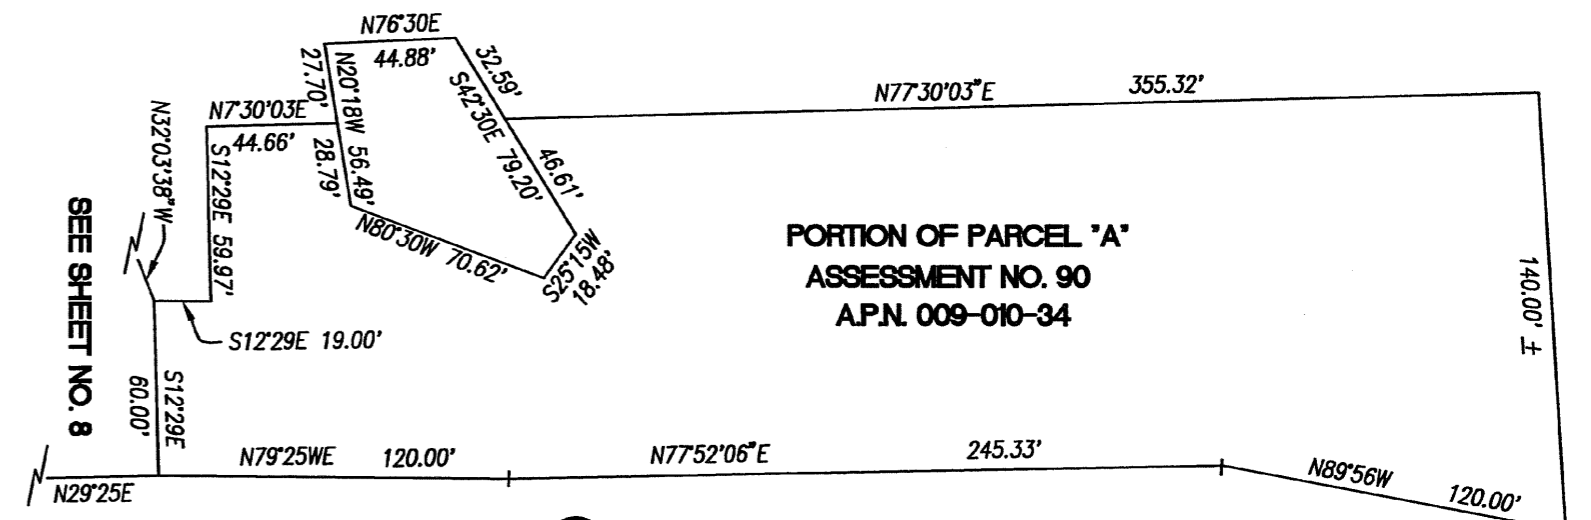 N76°30E
44.88'
27.70'
N20°18W 56.49'
28.79'
32.59'
S42°30E 79.20'
46.61'
N77°30'03"E 355.32'
N7°30'03E
44.66'
N32°03'38"W
S12°29E 59.97'
N80°30W 70.62'
S25°15W
18.48'
PORTION OF PARCEL "A"
ASSESSMENT NO. 90
A.P.N. 009-010-34
140.00' ±
SEE SHEET NO. 8
S12°29E 19.00'
S12°29E
60.00'
N79°25WE 120.00'
N77°52'06"E 245.33'
N89°56W 120.00'
N29°25E